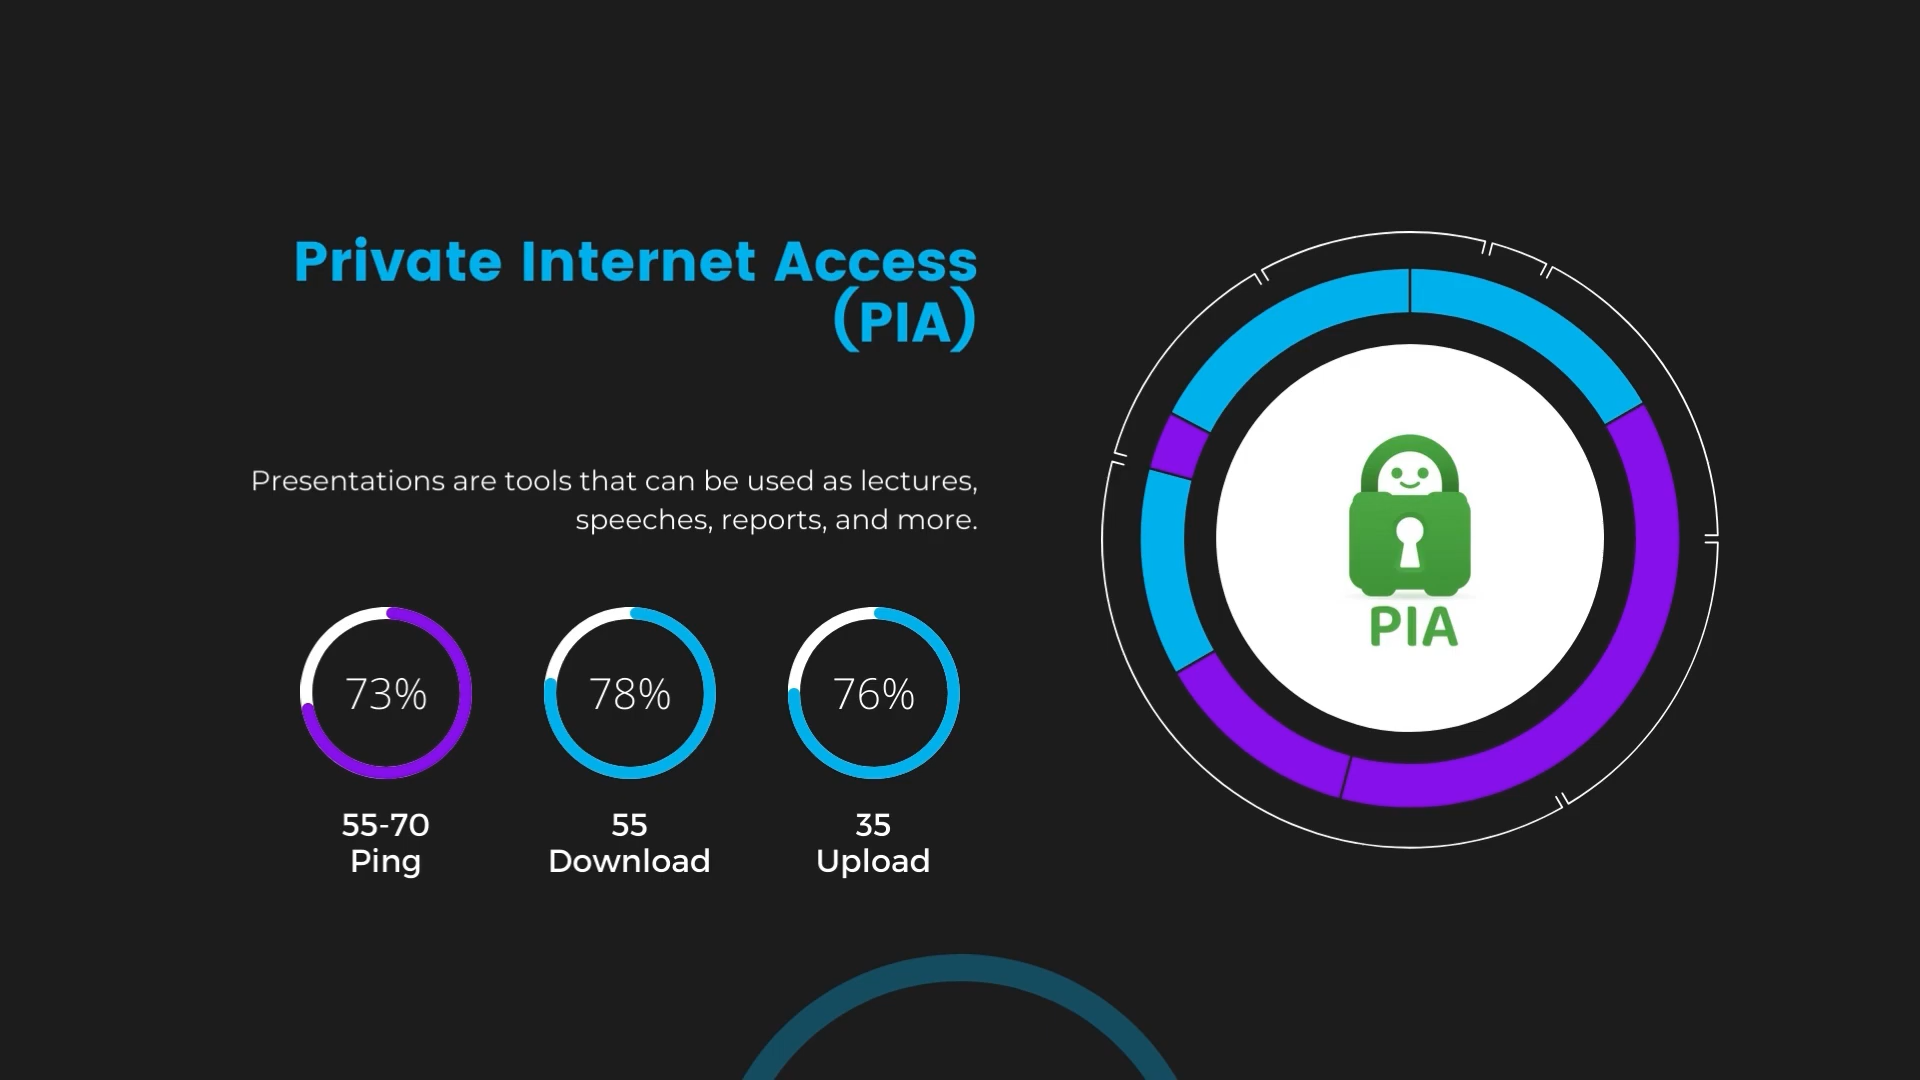 Private Internet Access
(PIA)
Presentations are tools that can be used as lectures,
speeches, reports, and more.
73%
78%
76%
55-70
Ping
55
Download
35
Upload
PIA